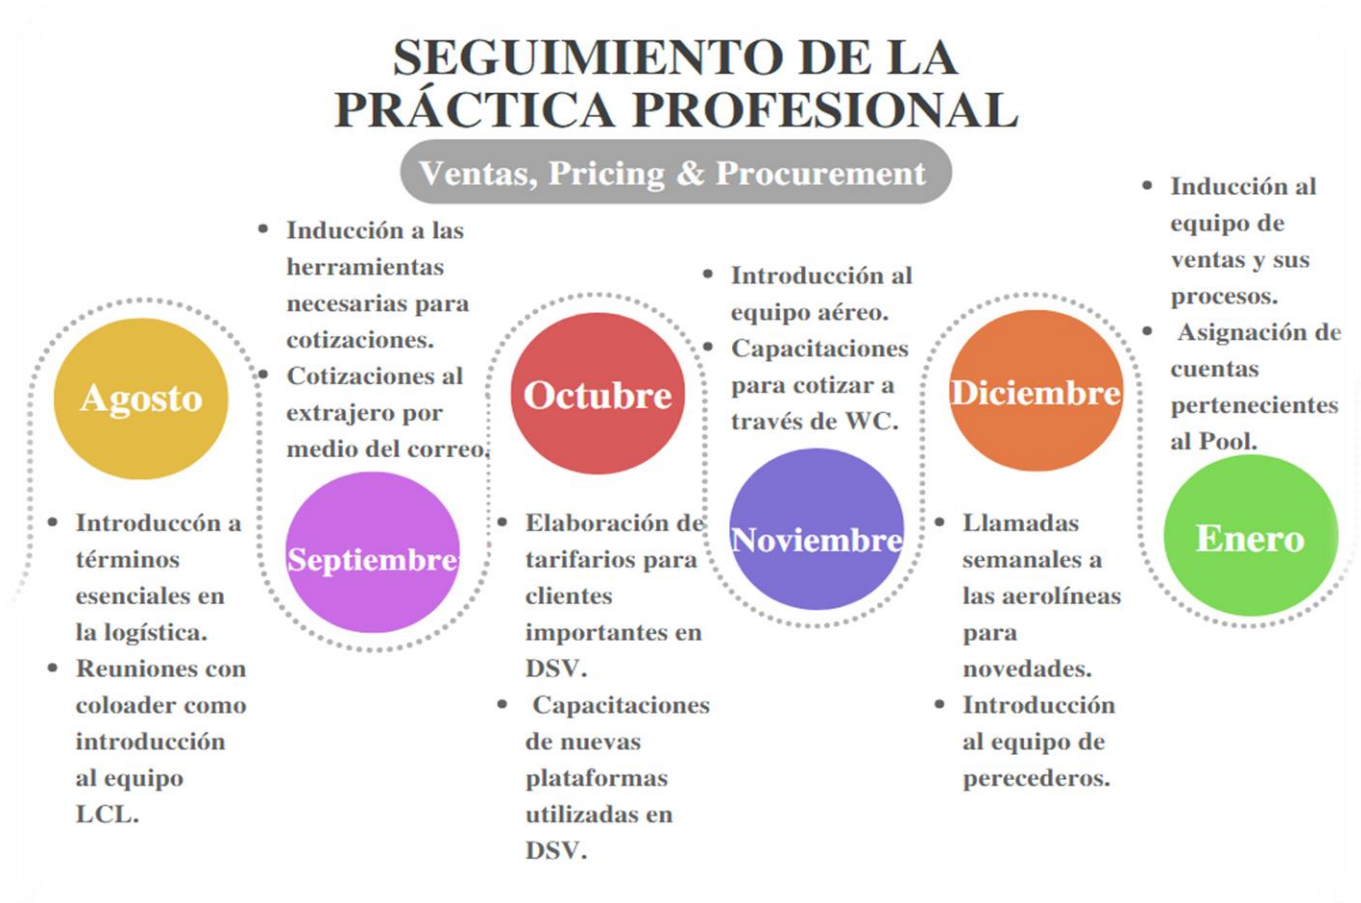 SEGUIMIENTO DE LA
PRÁCTICA PROFESIONAL
Ventas, Pricing & Procurement
Agosto
• Introduccón a
términos
esenciales en
la logística.
• Reuniones con
coloader como
introducción
al equipo
LCL.
• Inducción a las
herramientas
necesarias para
cotizaciones.
• Cotizaciones al
extrajero por
medio del correo.
Septiembre
Octubre
• Elaboración de
tarifarios para
clientes
importantes en
DSV.
• Capacitaciones
de nuevas
plataformas
utilizadas en
DSV.
• Introducción al
equipo aéreo.
• Capacitaciones
para cotizar a
través de WC.
Noviembre
Diciembre
• Llamadas
semanales a
las aerolíneas
para
novedades.
• Introducción
al equipo de
perecederos.
• Inducción al
equipo de
ventas y sus
procesos.
• Asignación de
cuentas
pertenecientes
al Pool.
Enero